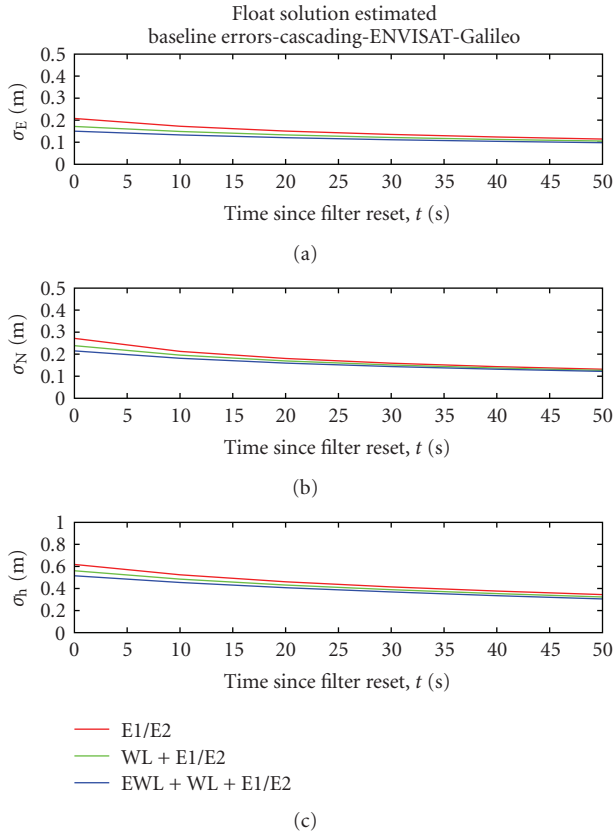 Float solution estimated
baseline errors-cascading-ENVISAT-Galileo
0.5
0.4
0.3
0.2
0.1
0
σE (m)
0 5 10 15 20 25 30 35 40 45 50
Time since filter reset, t (s)
(a)
0.5
0.4
0.3
0.2
0.1
0
σN (m)
0 5 10 15 20 25 30 35 40 45 50
Time since filter reset, t (s)
(b)
1
0.8
0.6
0.4
0.2
0
σh (m)
0 5 10 15 20 25 30 35 40 45 50
Time since filter reset, t (s)
E1/E2
WL + E1/E2
EWL + WL + E1/E2
(c)